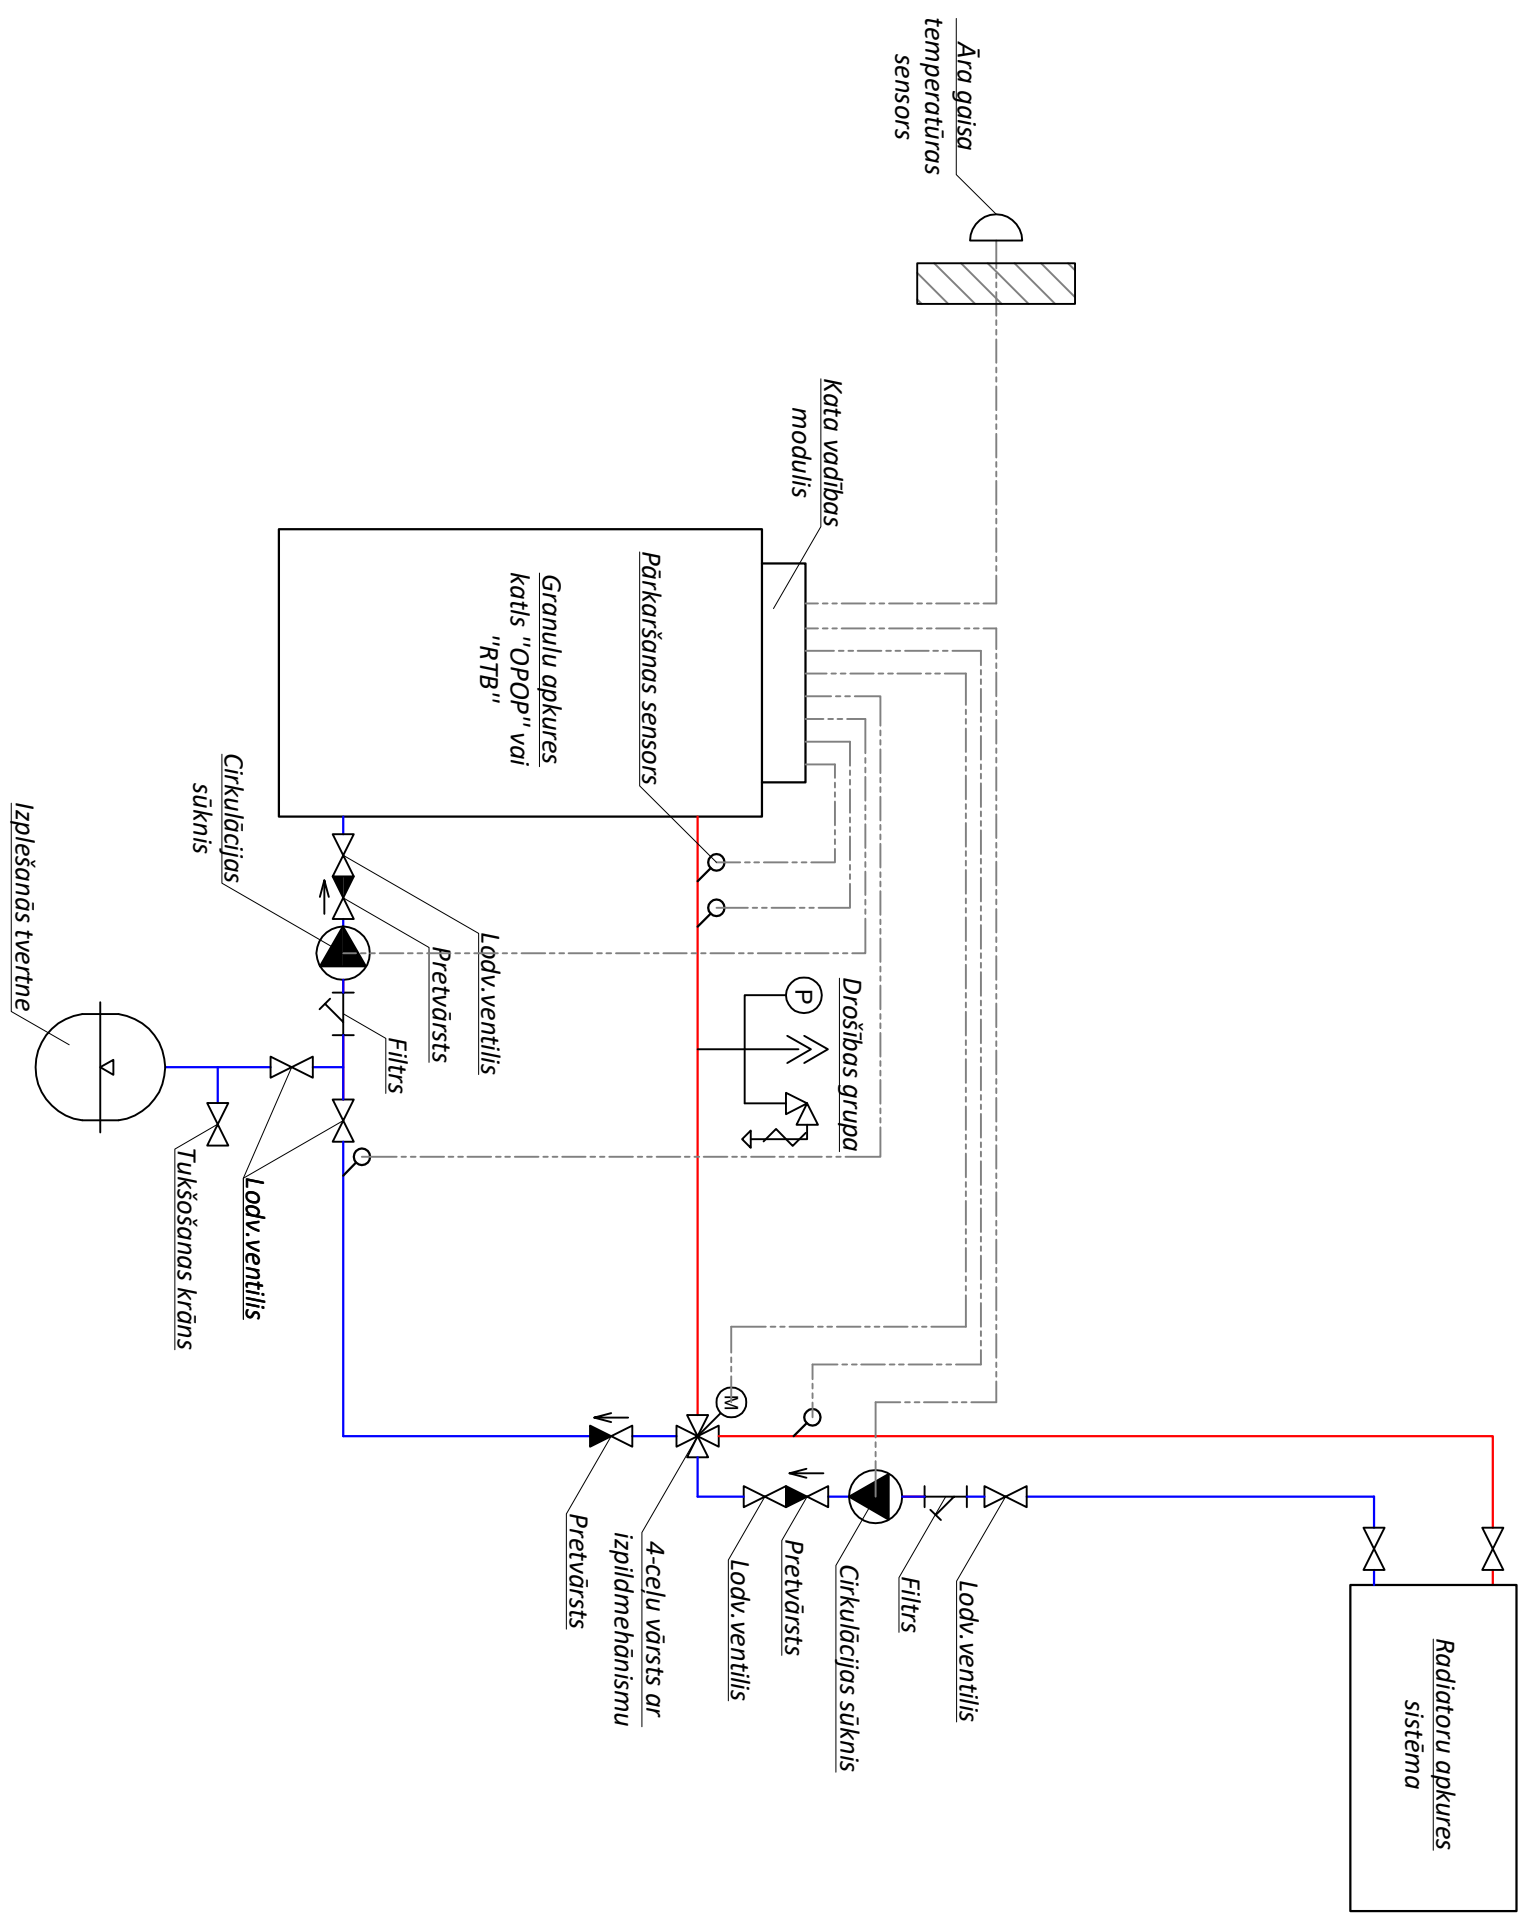 Āra gaisa
temperatūras
sensors
Kata vadības
modulis
Pārkaršanas sensors
Granulu apkures
katls "OPOP" vai
"RTB"
Cirkulācijas
sūknis
Izplešanās tvertne
Lodv.ventilis
Pretvārsts
Filtrs
Drošības grupa
P
Lodv.ventilis
Tukšošanas krāns
M
Radiatoru apkures
sistēma
Lodv.ventilis
Filtrs
Cirkulācijas sūknis
Pretvārsts
Lodv.ventilis
4-ceļu vārsts ar
izpildmehānismu
Pretvārsts